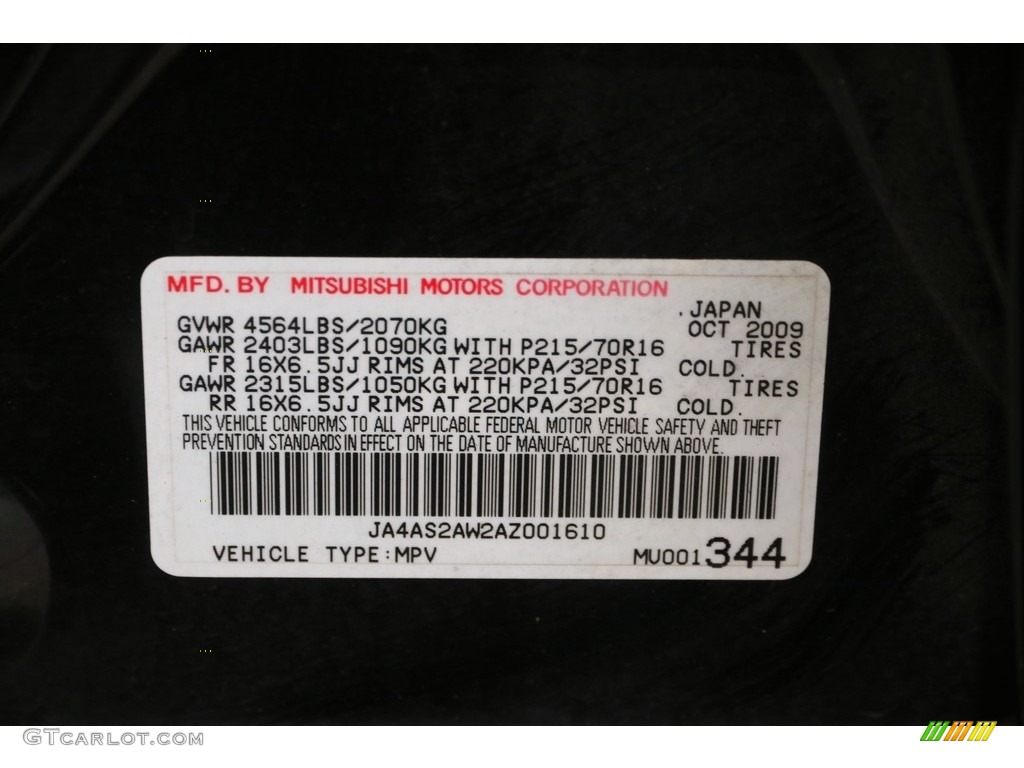 MFD. BY MITSUBISHI MOTORS CORPORATION
.JAPAN
GVWR 4564LBS/2070KG OCT 2009
GAWR 2403LBS/1090KG WITH P215/70R16 TIRES
FR 16X6.5JJ RIMS AT 220KPA/32PSI COLD.
GAWR 2315LBS/1050KG WITH P215/70R16 TIRES
RR 16X6.5JJ RIMS AT 220KPA/32PSI COLD.
THIS VEHICLE CONFORMS TO ALL APPLICABLE FEDERAL MOTOR VEHICLE SAFETY AND THEFT
PREVENTION STANDARDS IN EFFECT ON THE DATE OF MANUFACTURE SHOWN ABOVE.
JA4AS2AW2AZ001610
VEHICLE TYPE:MPV MU001344
GTCARLOT.COM